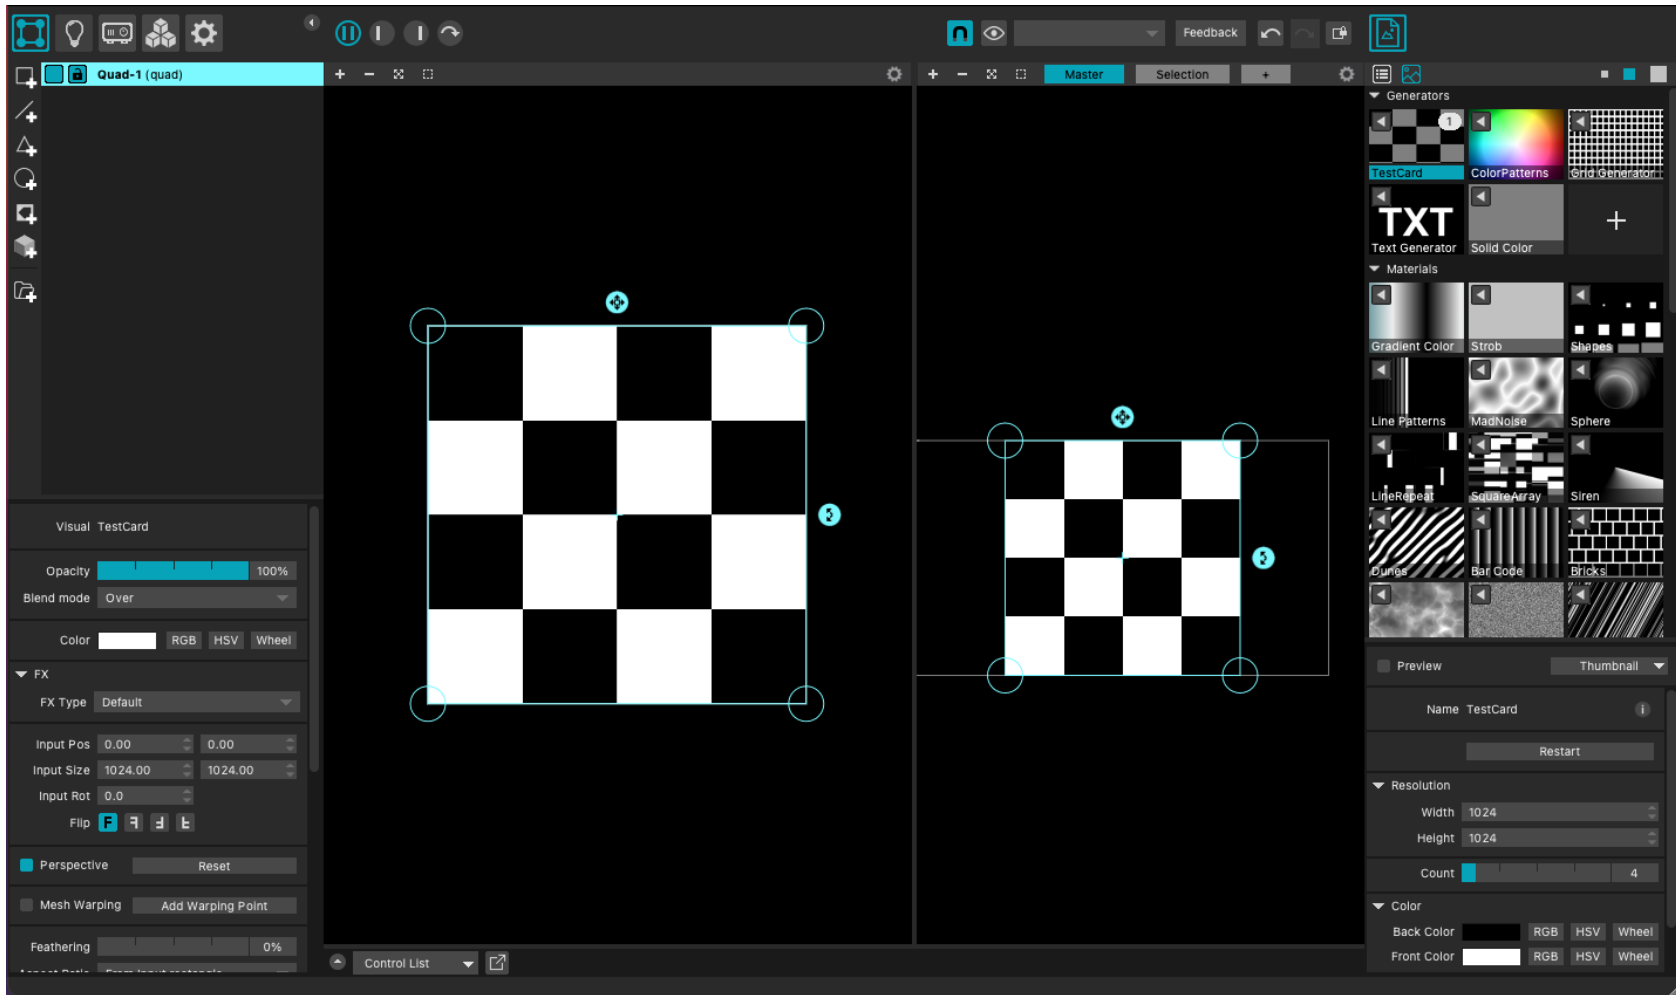 Feedback
Quad-1 (quad)
Master
Selection
+
Generators
1
TestCard
ColorPatterns
Grid Generator
TXT
Text Generator
Solid Color
Materials
Gradient Color
Strob
Shapes
Line Patterns
MadNoise
Sphere
LineRepeat
SquareArray
Siren
Dunes
Bar Code
Bricks
Visual TestCard
Opacity 100%
Blend mode Over
Color RGB HSV Wheel
FX
FX Type Default
Input Pos 0.00 0.00
Input Size 1024.00 1024.00
Input Rot 0.0
Flip F
Perspective Reset
Mesh Warping Add Warping Point
Feathering 0%
Control List
Preview Thumbnail
Name TestCard
Restart
Resolution
Width 1024
Height 1024
Count 4
Color
Back Color RGB HSV Wheel
Front Color RGB HSV Wheel